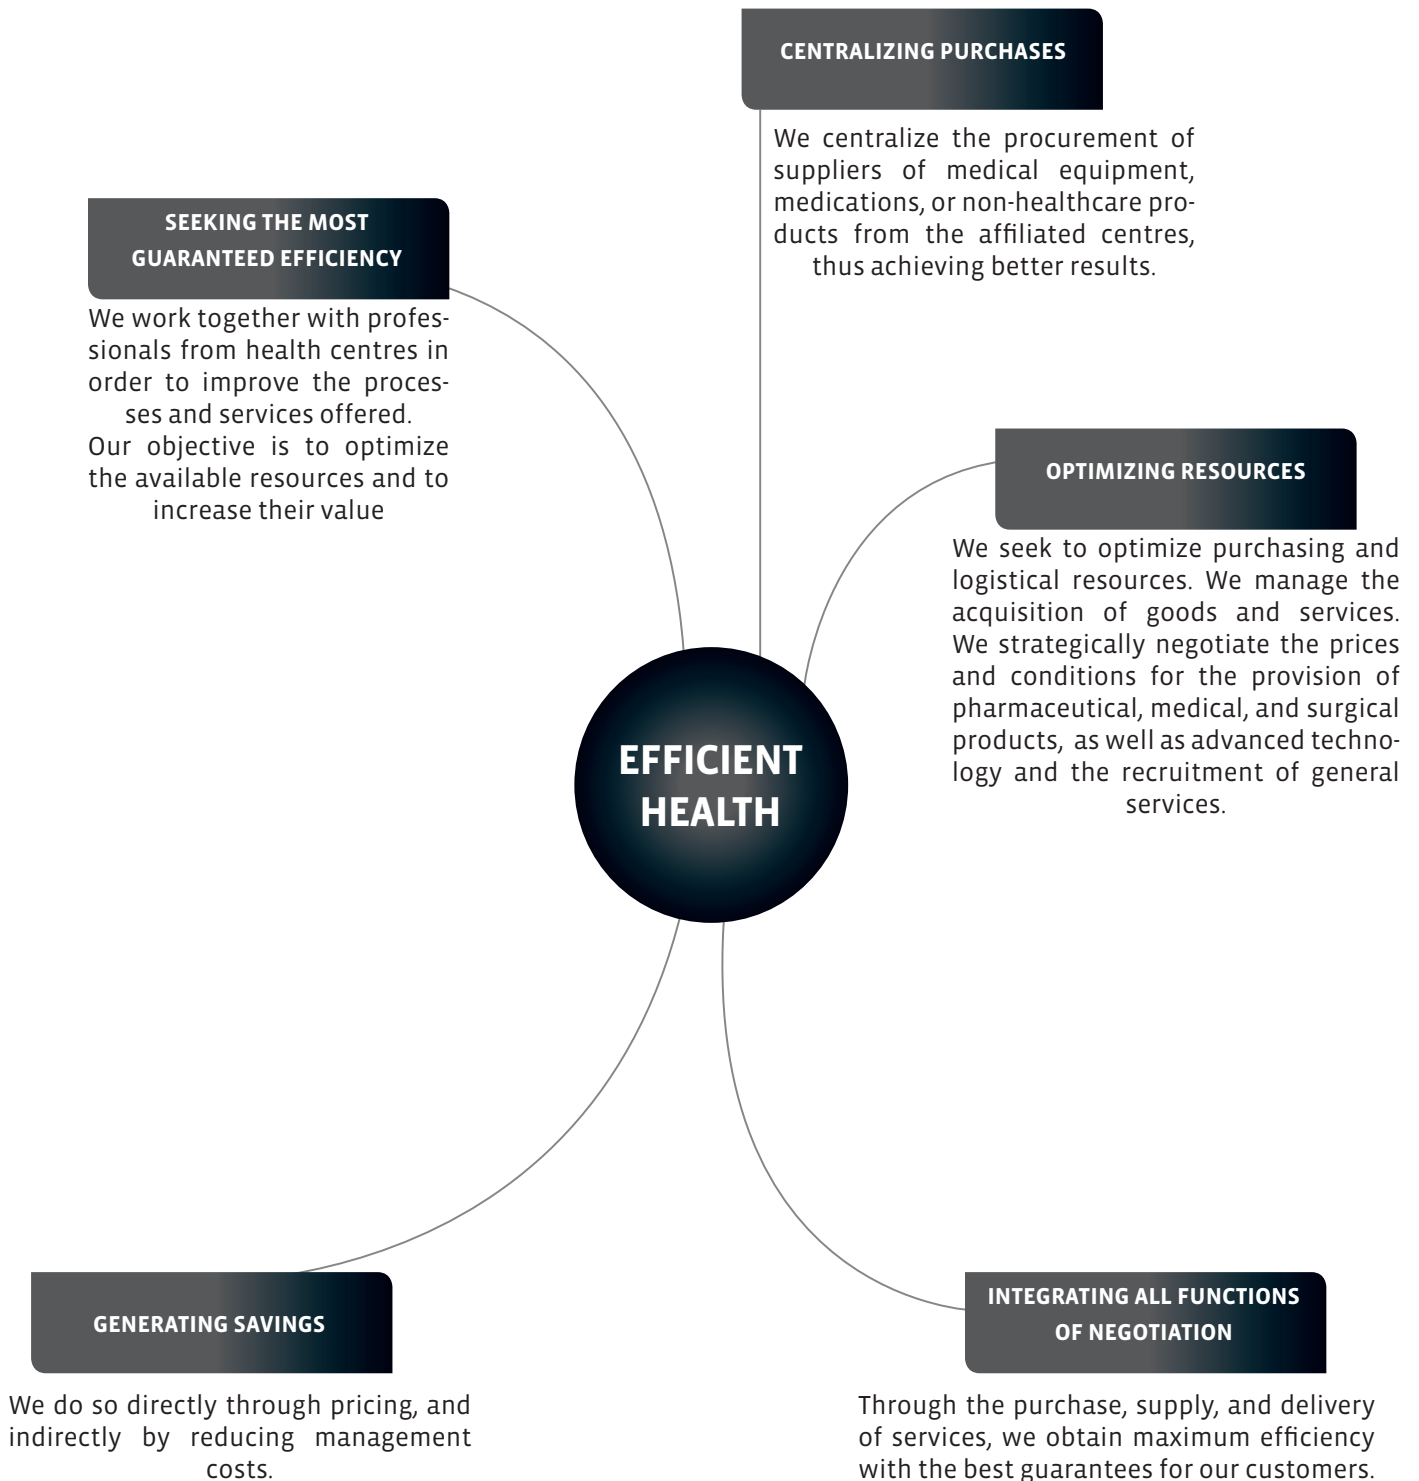 CENTRALIZING PURCHASES
We centralize the procurement of
suppliers of medical equipment,
medications, or non-healthcare pro-
ducts from the affiliated centres,
thus achieving better results.
SEEKING THE MOST
GUARANTEED EFFICIENCY
We work together with profes-
sionals from health centres in
order to improve the proces-
ses and services offered.
Our objective is to optimize
the available resources and to
increase their value
OPTIMIZING RESOURCES
We seek to optimize purchasing and
logistical resources. We manage the
acquisition of goods and services.
We strategically negotiate the prices
and conditions for the provision of
pharmaceutical, medical, and surgical
products, as well as advanced techno-
logy and the recruitment of general
services.
EFFICIENT
HEALTH
GENERATING SAVINGS
We do so directly through pricing, and
indirectly by reducing management
costs.
INTEGRATING ALL FUNCTIONS
OF NEGOTIATION
Through the purchase, supply, and delivery
of services, we obtain maximum efficiency
with the best guarantees for our customers.